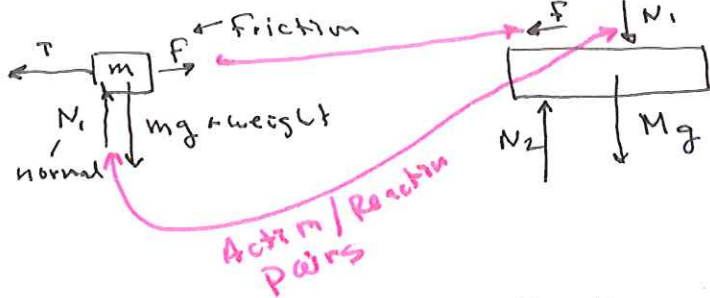 ← Friction
T
m
F
N₁
normal
mg ← weight
F
N₁
N₂
Mg
Action/Reaction
pairs